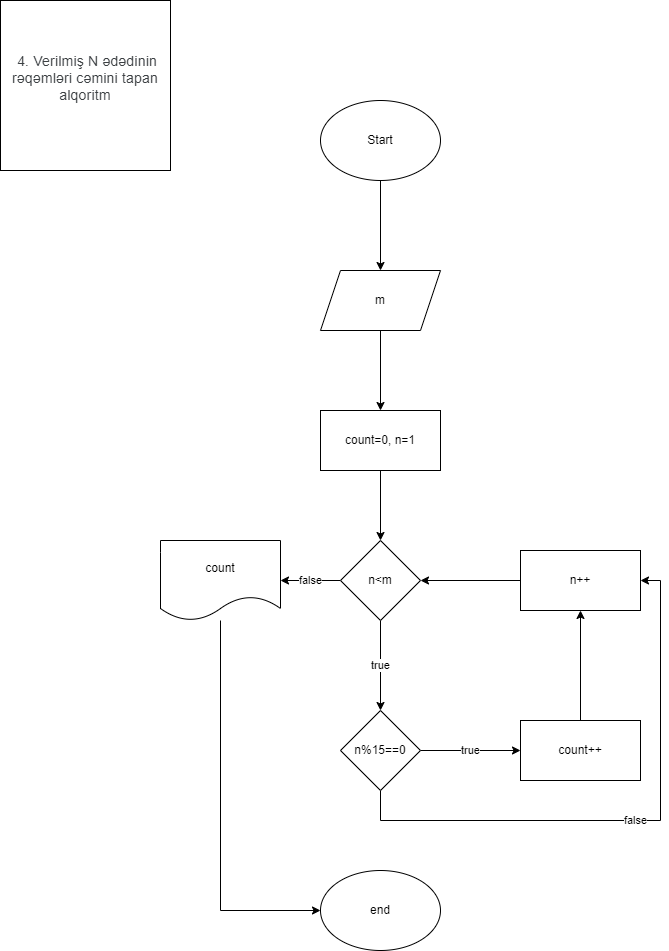 4. Verilmiş N ədədinin
rəqəmləri cəmini tapan
alqoritm
Start
m
count=0, n=1
count
false
n<m
n++
true
n%15==0
true
count++
false
end